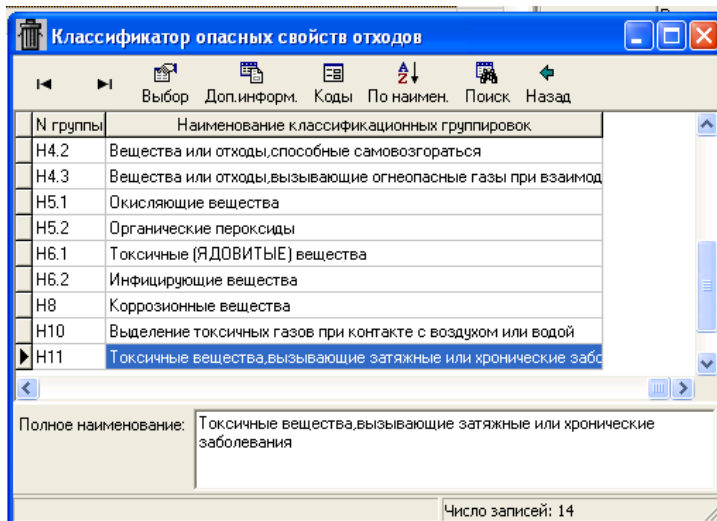 Классификатор опасных свойств отходов
Выбор Доп.информ. Коды По наимен. Поиск Назад
N группы Наименование классификационных группировок
H4.2 Вещества или отходы,способные самовозгораться
H4.3 Вещества или отходы,вызывающие огнеопасные газы при взаимод
H5.1 Окисляющие вещества
H5.2 Органические пероксиды
H6.1 Токсичные (ЯДОВИТЫЕ) вещества
H6.2 Инфицирующие вещества
H8 Коррозионные вещества
H10 Выделение токсичных газов при контакте с воздухом или водой
H11 Токсичные вещества,вызывающие затяжные или хронические забо
Полное наименование: Токсичные вещества,вызывающие затяжные или хронические
заболевания
Число записей: 14